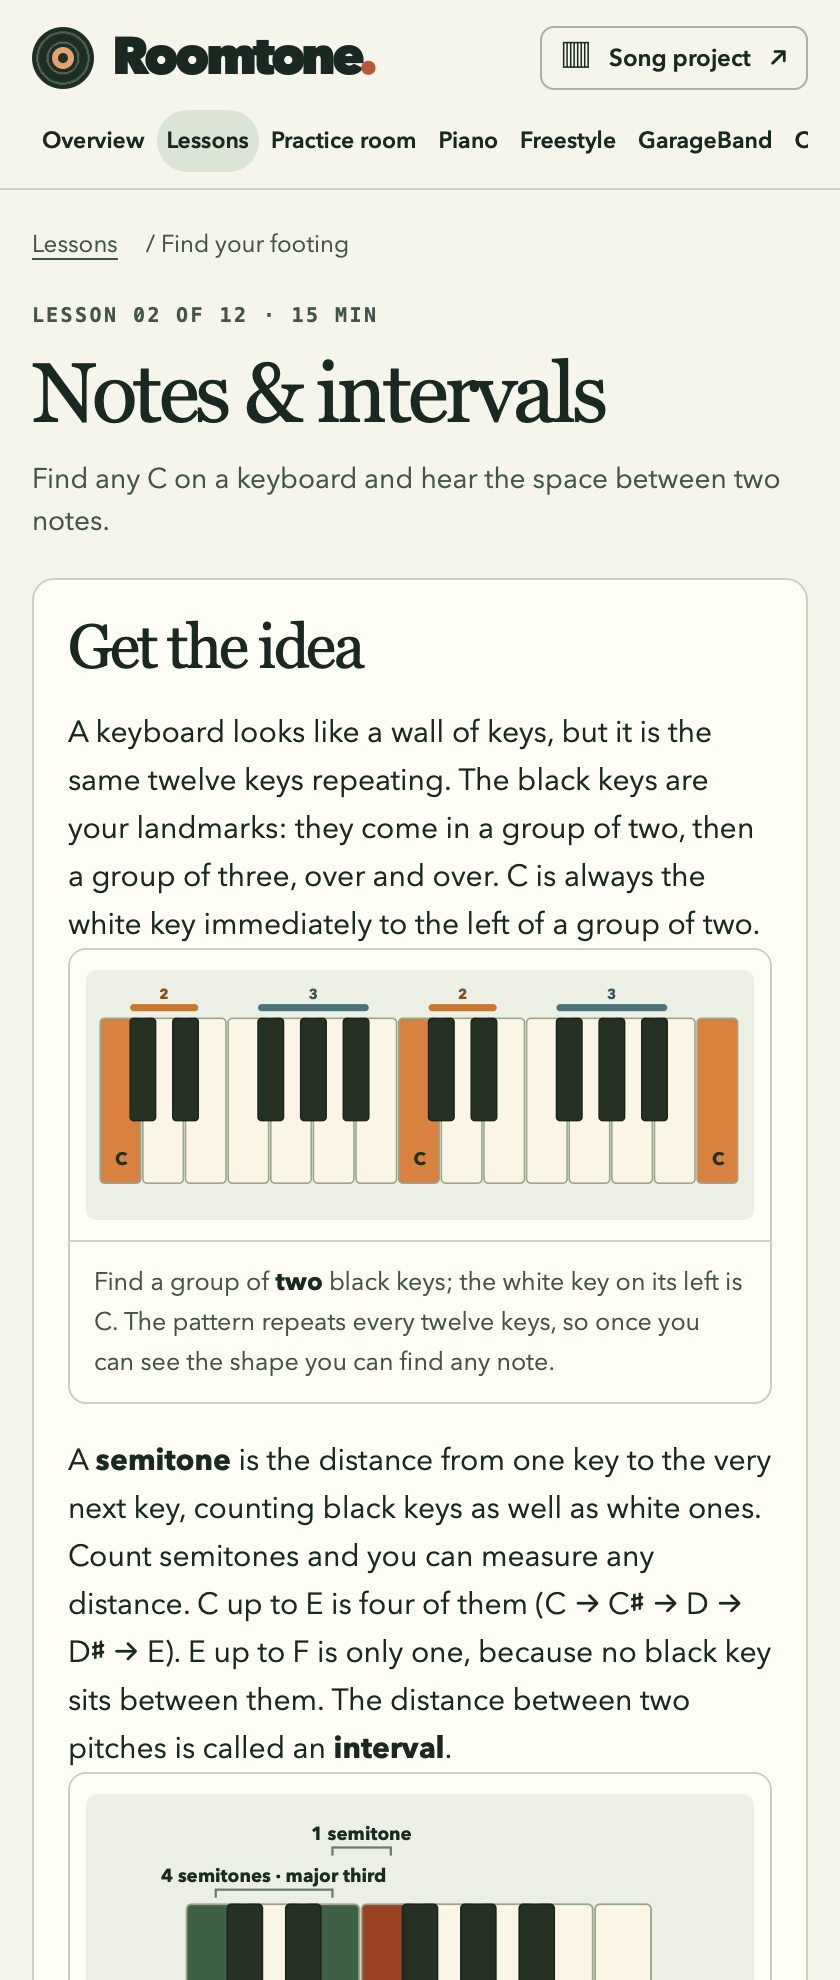 Roomtone.
Song project ↗
Overview Lessons Practice room Piano Freestyle GarageBand
Lessons / Find your footing
LESSON 02 OF 12 · 15 MIN
Notes & intervals
Find any C on a keyboard and hear the space between two
notes.
Get the idea
A keyboard looks like a wall of keys, but it is the
same twelve keys repeating. The black keys are
your landmarks: they come in a group of two, then
a group of three, over and over. C is always the
white key immediately to the left of a group of two.
2 3 2 3
C C C
Find a group of two black keys; the white key on its left is
C. The pattern repeats every twelve keys, so once you
can see the shape you can find any note.
A semitone is the distance from one key to the very
next key, counting black keys as well as white ones.
Count semitones and you can measure any
distance. C up to E is four of them (C → C♯ → D →
D♯ → E). E up to F is only one, because no black key
sits between them. The distance between two
pitches is called an interval.
1 semitone
4 semitones · major third